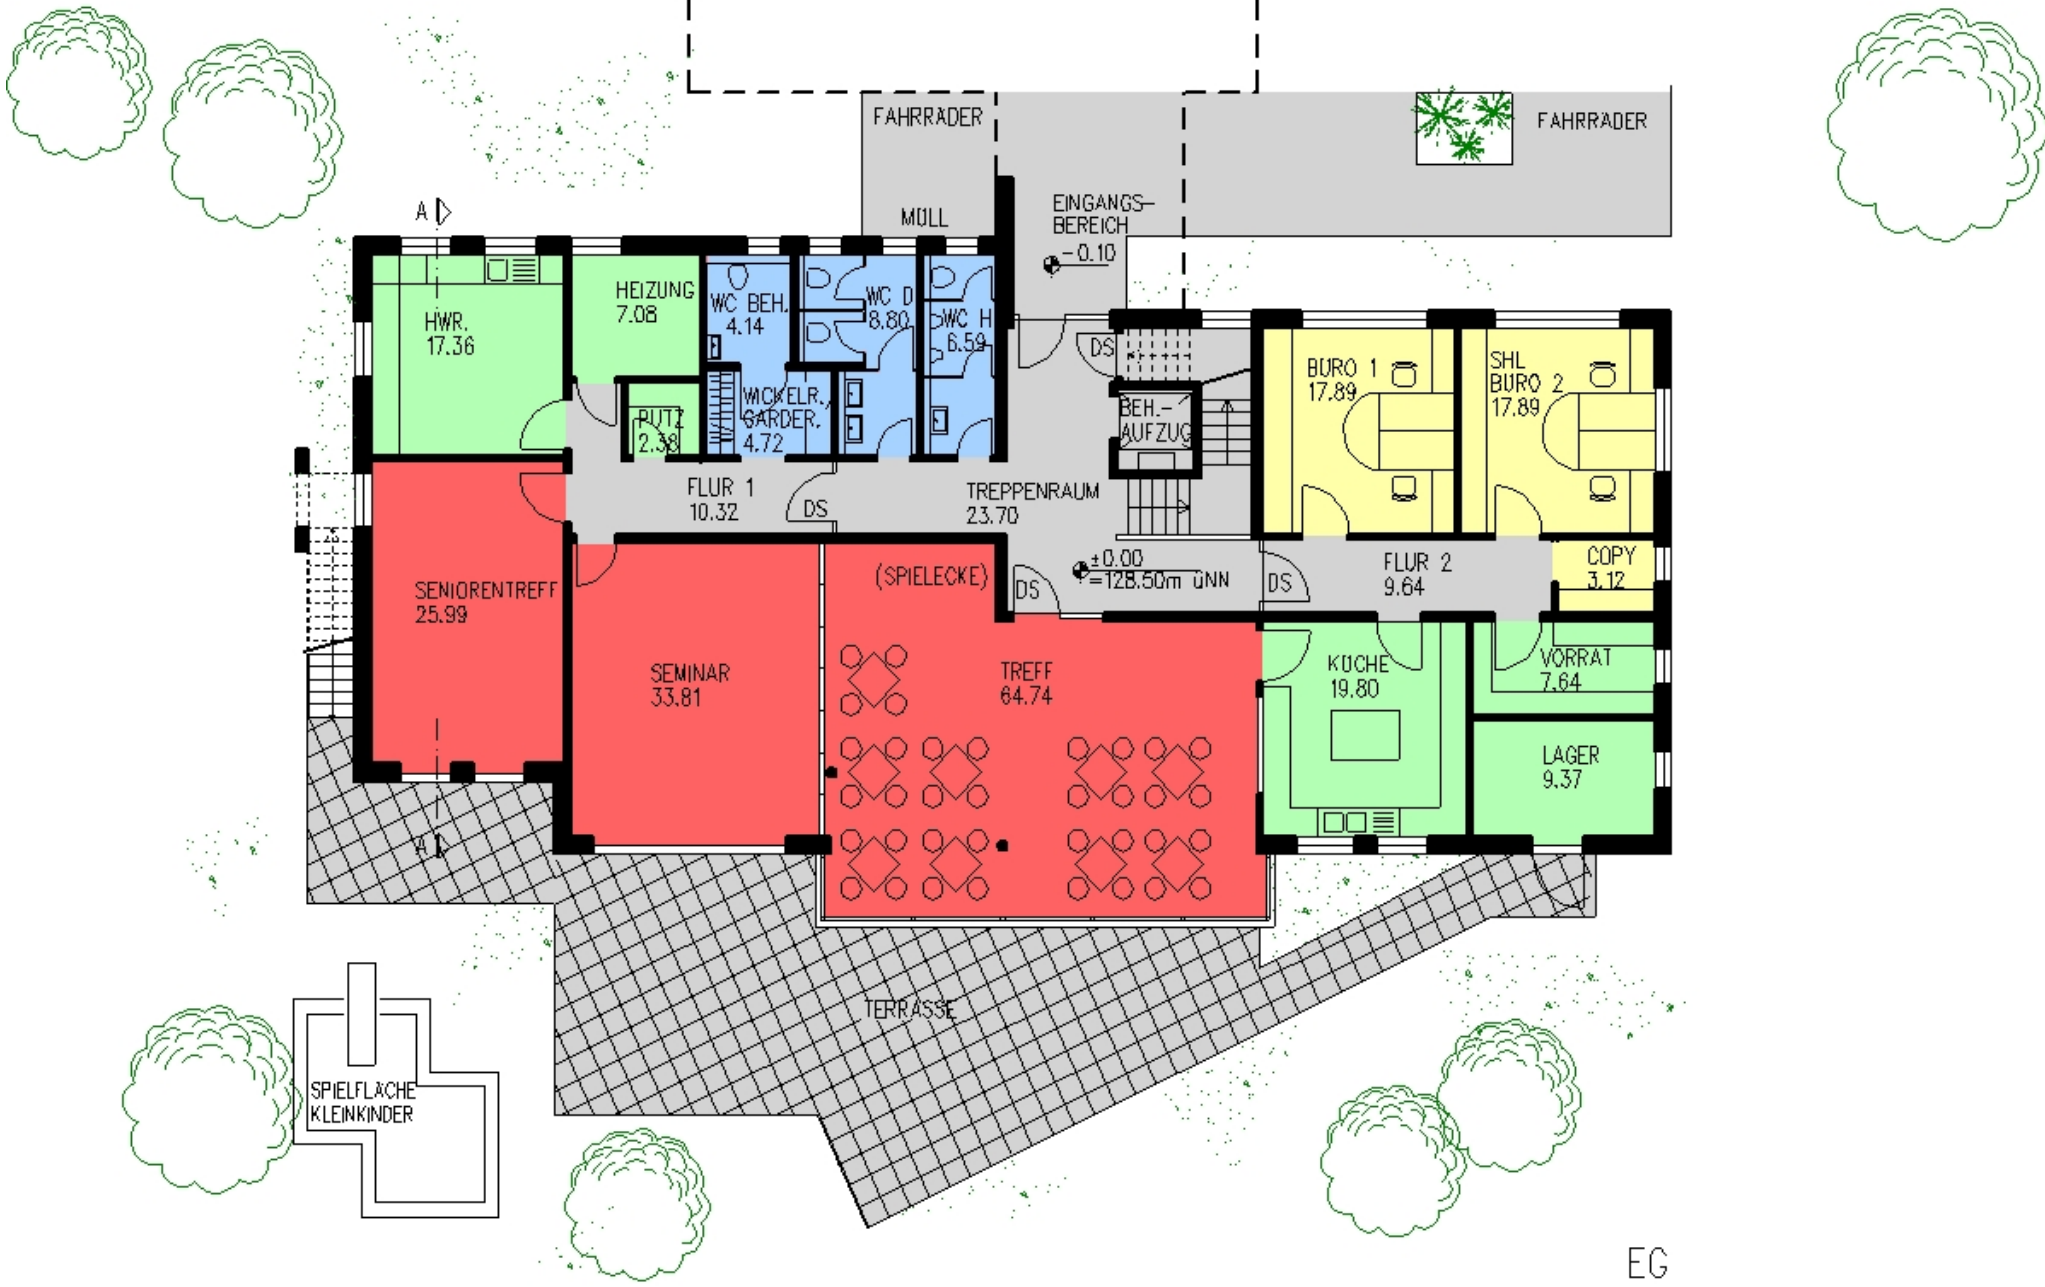 FAHRRÄDER
FAHRRÄDER
MÜLL
EINGANGS-
BEREICH
-0.10
A
HWR.
17.36
HEIZUNG
7.08
WC BEH.
4.14
WC D
8.80
WC H
6.59
DS
BÜRO 1
17.89
SHL
BÜRO 2
17.89
PUTZ
2.38
WICKELR./
GARDER.
4.72
BEH.-
AUFZUG
FLUR 1
10.32
DS
TREPPENRAUM
23.70
±0.00
=128.50m üNN
DS
DS
FLUR 2
9.64
COPY
3.12
SENIORENTREFF
25.99
(SPIELECKE)
SEMINAR
33.81
TREFF
64.74
KÜCHE
19.80
VORRAT
7.64
LAGER
9.37
A
TERRASSE
SPIELFLÄCHE
KLEINKINDER
EG